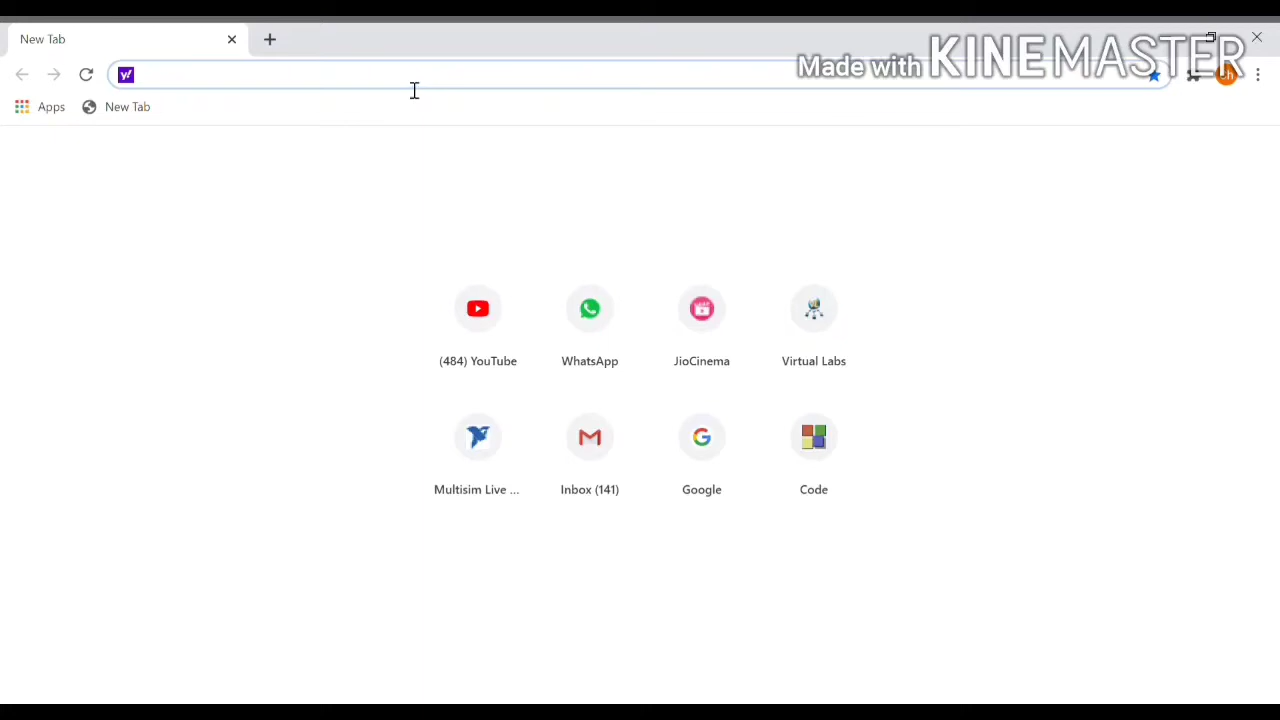 New Tab
Made with KINEMASTER
y!
Apps
New Tab
(484) YouTube
WhatsApp
JioCinema
Virtual Labs
Multisim Live ...
Inbox (141)
Google
Code